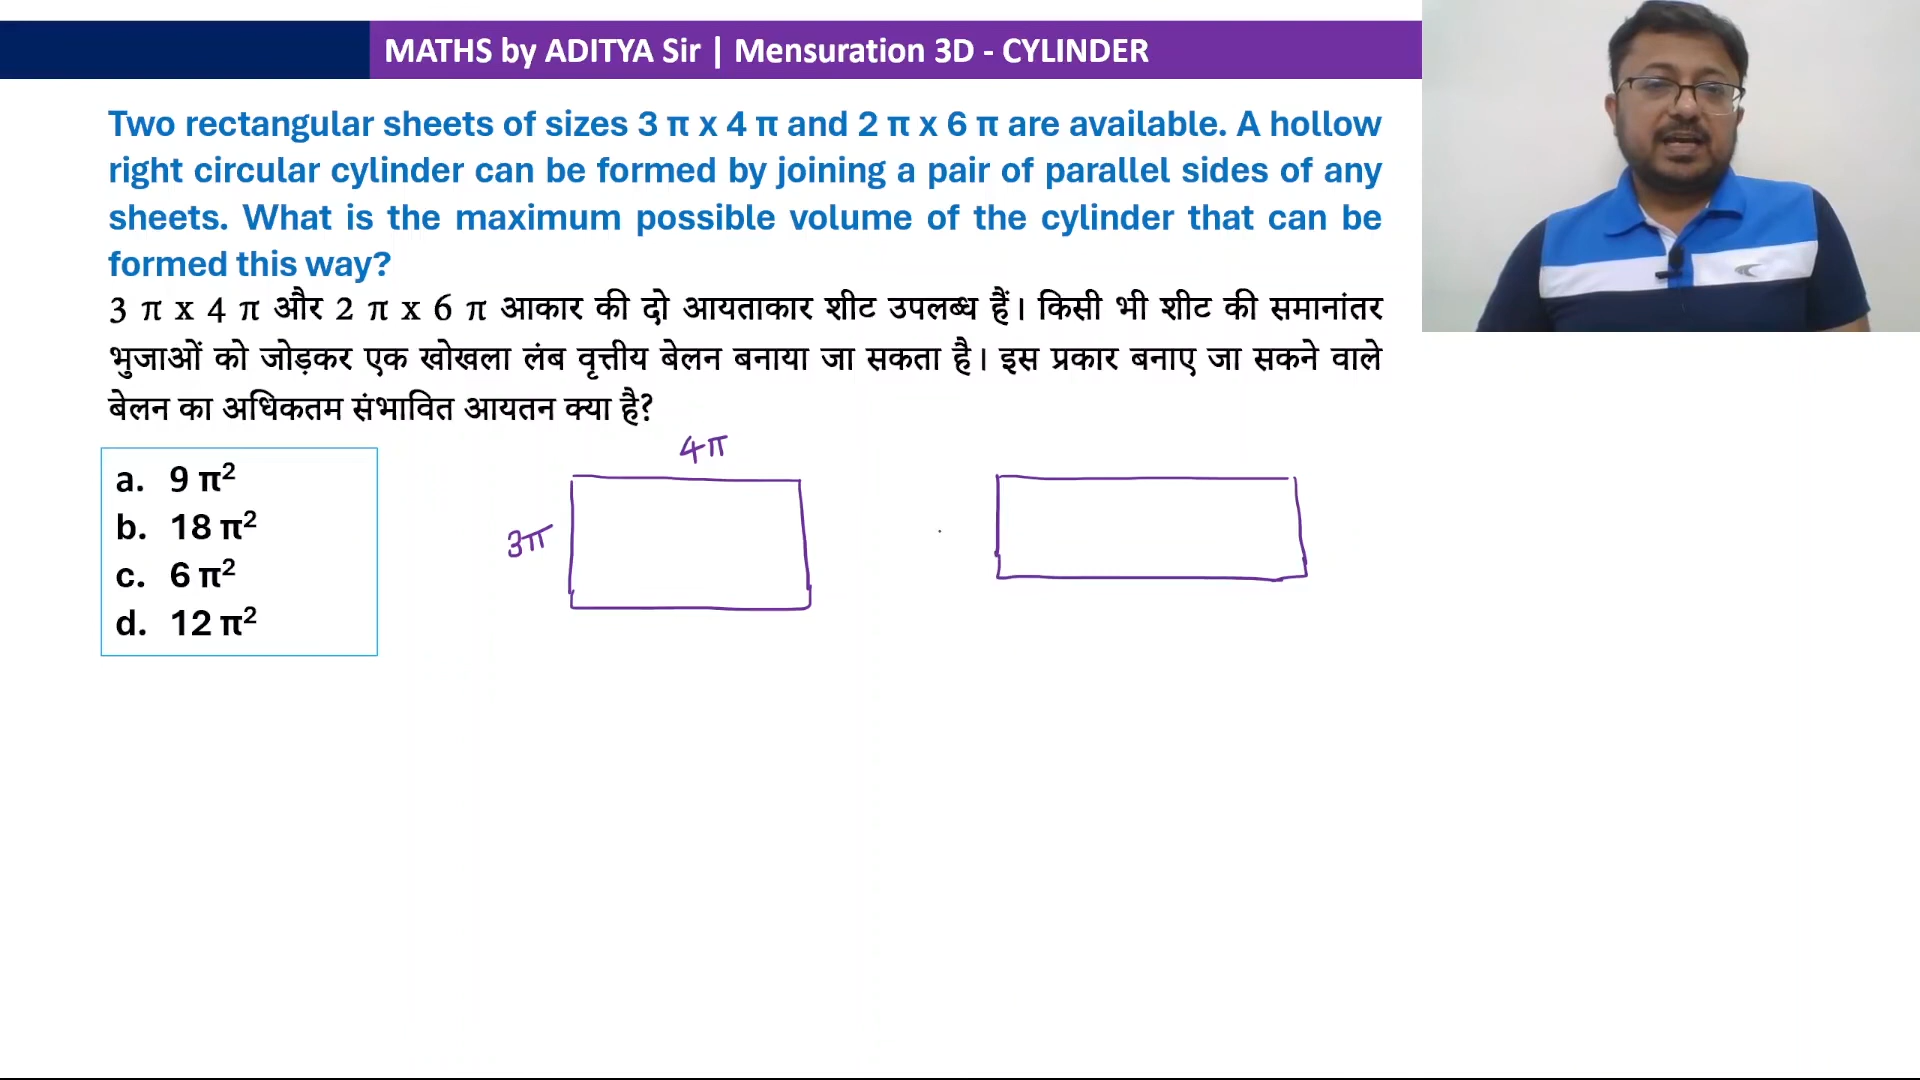 MATHS by ADITYA Sir | Mensuration 3D - CYLINDER
Two rectangular sheets of sizes 3 π x 4 π and 2 π x 6 π are available. A hollow
right circular cylinder can be formed by joining a pair of parallel sides of any
sheets. What is the maximum possible volume of the cylinder that can be
formed this way?
3 π x 4 π और 2 π x 6 π आकार की दो आयताकार शीट उपलब्ध हैं। किसी भी शीट की समानांतर
भुजाओं को जोड़कर एक खोखला लंब वृत्तीय बेलन बनाया जा सकता है। इस प्रकार बनाए जा सकने वाले
बेलन का अधिकतम संभावित आयतन क्या है?
a. 9 π²
b. 18 π²
c. 6 π²
d. 12 π²
4π
3π